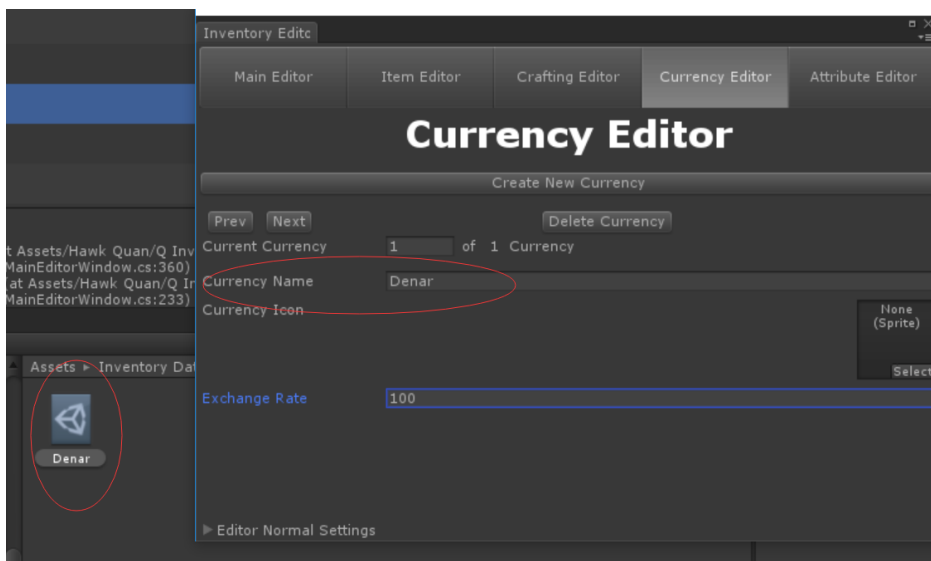 Inventory Editc
Main Editor Item Editor Crafting Editor Currency Editor Attribute Editor
Currency Editor
Create New Currency
Prev Next Delete Currency
Current Currency 1 of 1 Currency
Currency Name Denar
Currency Icon
None
(Sprite)
Select
Exchange Rate 100
Editor Normal Settings
t Assets/Hawk Quan/Q Inv
MainEditorWindow.cs:360)
(at Assets/Hawk Quan/Q Ir
MainEditorWindow.cs:233)
Assets ▸ Inventory Dat
Denar